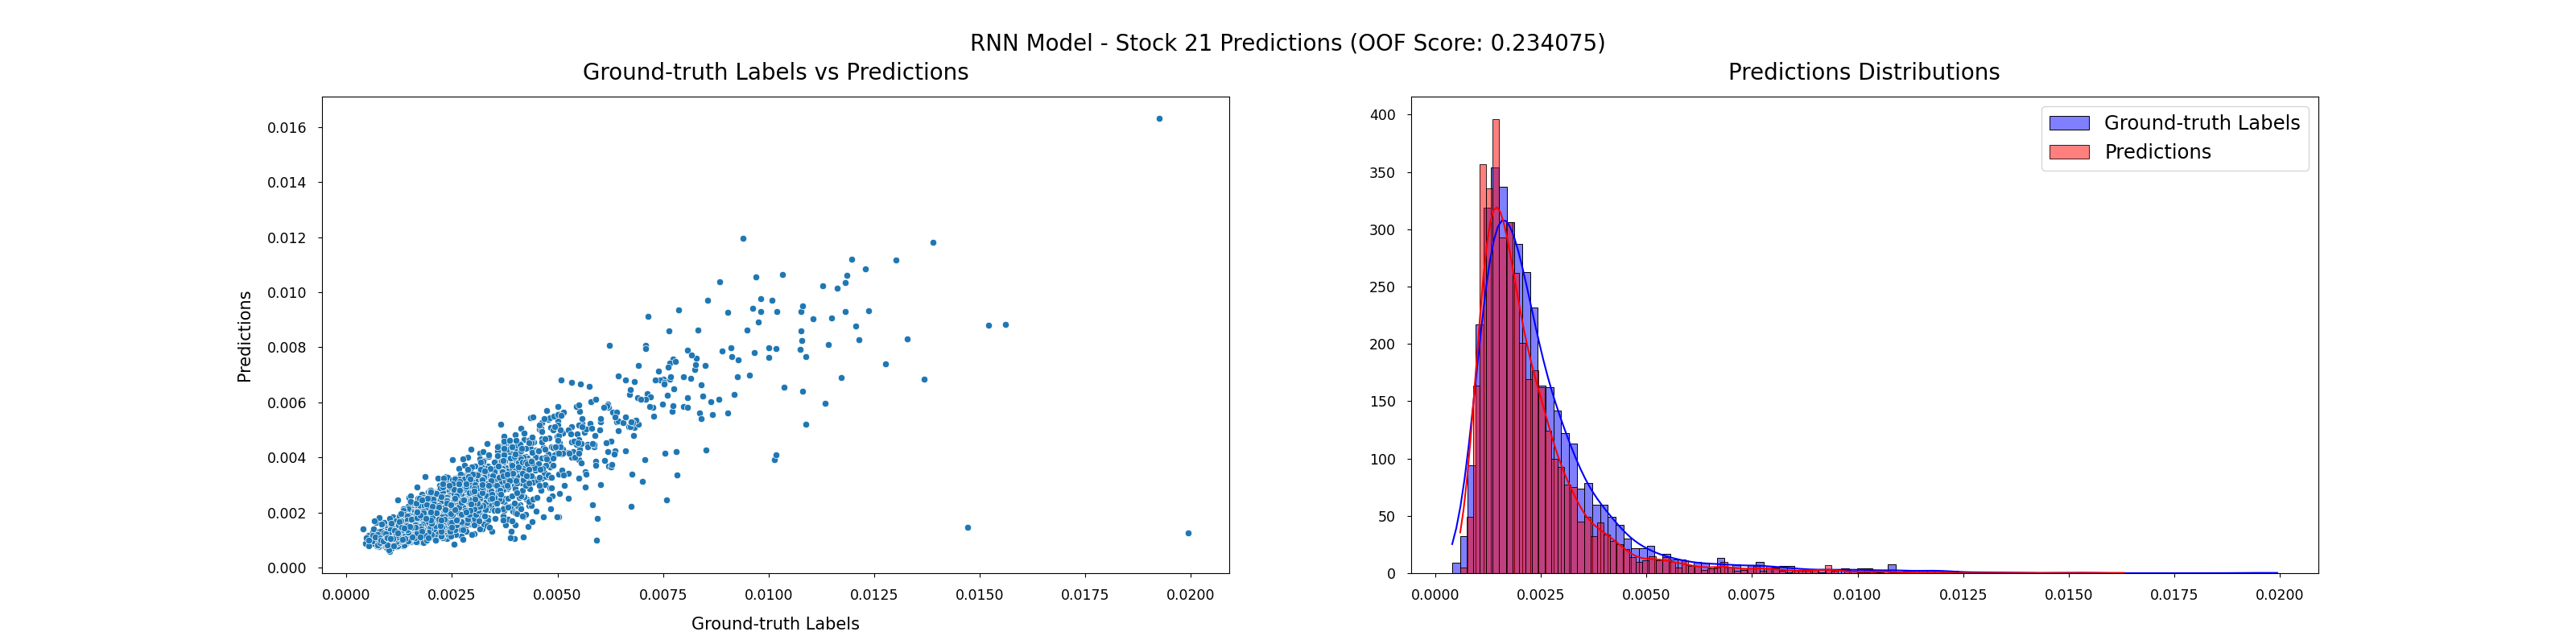 RNN Model - Stock 21 Predictions (OOF Score: 0.234075)
Ground-truth Labels vs Predictions
0.016
0.014
0.012
0.010
0.008
0.006
0.004
0.002
0.000
Predictions
0.0000 0.0025 0.0050 0.0075 0.0100 0.0125 0.0150 0.0175 0.0200
Ground-truth Labels
Predictions Distributions
Ground-truth Labels
Predictions
400
350
300
250
200
150
100
50
0
0.0000 0.0025 0.0050 0.0075 0.0100 0.0125 0.0150 0.0175 0.0200